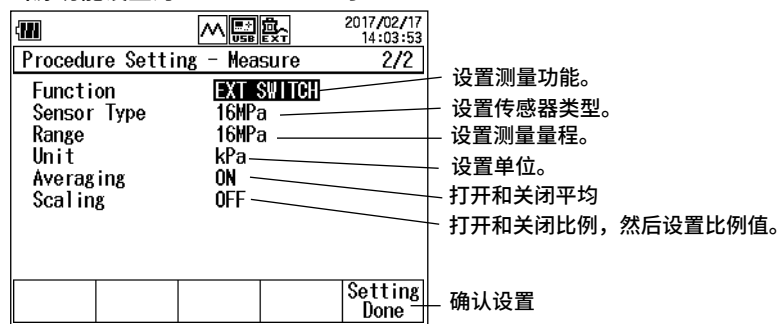 USB EXT 2017/02/17
14:03:53
Procedure Setting - Measure 2/2
Function EXT SWITCH 设置测量功能。
Sensor Type 16MPa 设置传感器类型。
Range 16MPa 设置测量量程。
Unit kPa 设置单位。
Averaging ON 打开和关闭平均
Scaling OFF 打开和关闭比例，然后设置比例值。
Setting
Done 确认设置